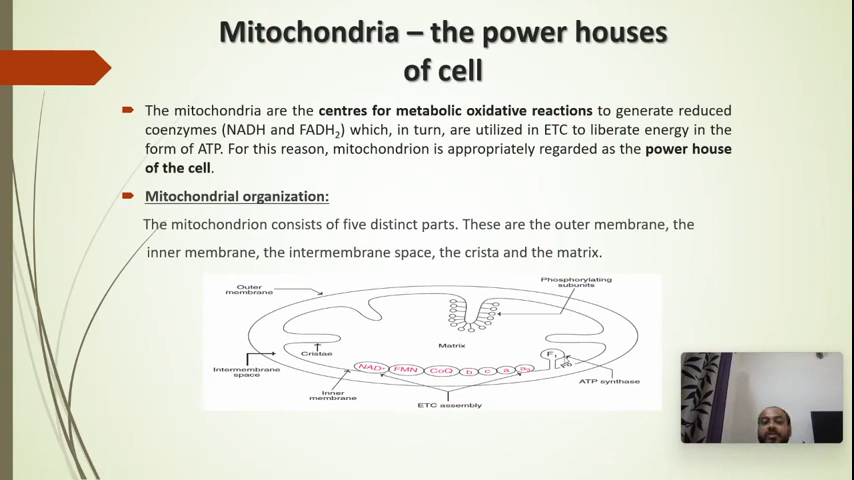 Mitochondria – the power houses
of cell
The mitochondria are the centres for metabolic oxidative reactions to generate reduced
coenzymes (NADH and FADH₂) which, in turn, are utilized in ETC to liberate energy in the
form of ATP. For this reason, mitochondrion is appropriately regarded as the power house
of the cell.
Mitochondrial organization:
The mitochondrion consists of five distinct parts. These are the outer membrane, the
inner membrane, the intermembrane space, the crista and the matrix.
Phosphorylating
subunits
Outer
membrane
Matrix
Cristae
F₁
F₀
Intermembrane
space
NAD⁺ FMN CoQ b c a a₃
ATP synthase
Inner
membrane
ETC assembly